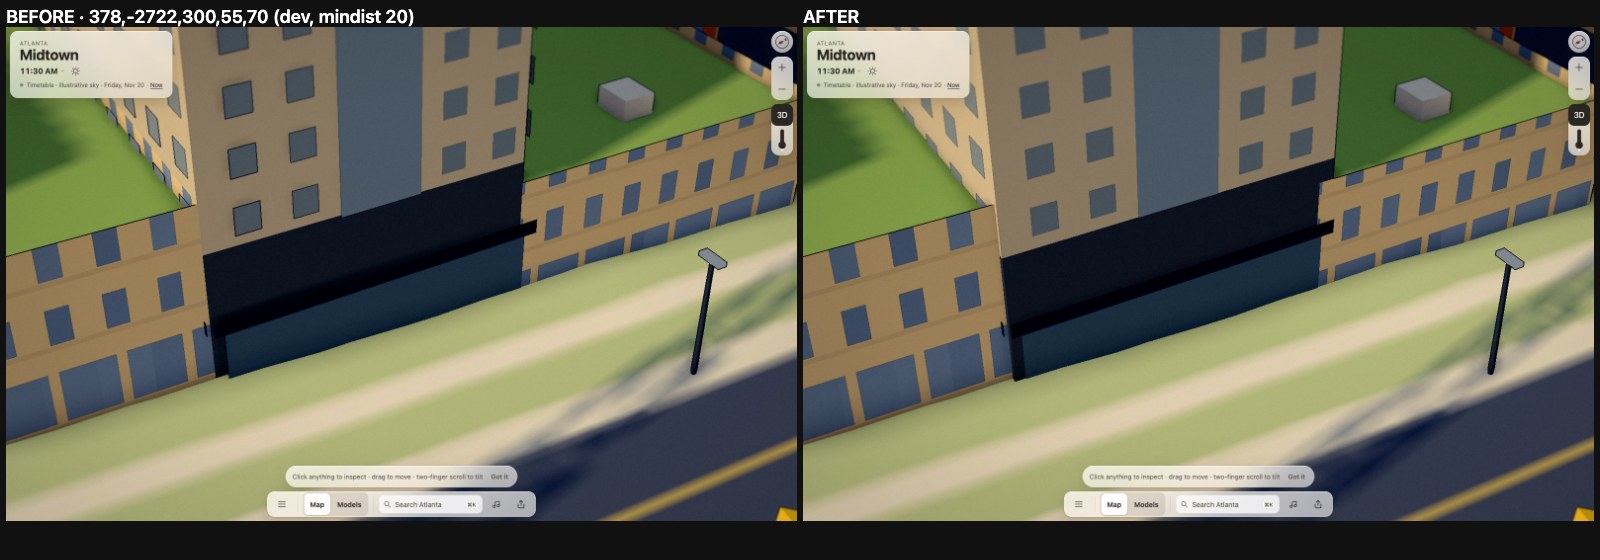 BEFORE · 378,-2722,300,55,70 (dev, mindist 20)
ATLANTA
Midtown
11:30 AM
Timetable · Illustrative sky · Friday, Nov 20 · Now
+
−
3D
Click anything to inspect · drag to move · two-finger scroll to tilt Got it
Map Models Search Atlanta ⌘K
AFTER
ATLANTA
Midtown
11:30 AM
Timetable · Illustrative sky · Friday, Nov 20 · Now
+
−
3D
Click anything to inspect · drag to move · two-finger scroll to tilt Got it
Map Models Search Atlanta ⌘K